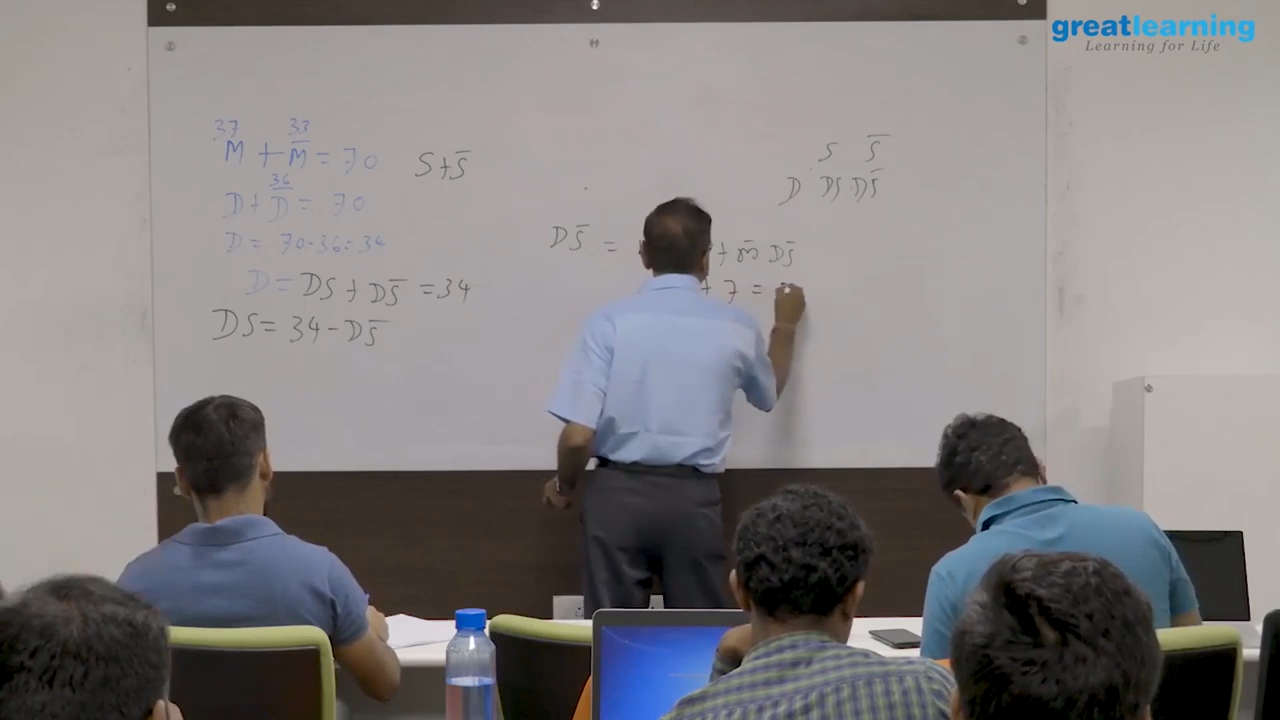 greatlearning
Learning for Life
37 33
M + M̅ = 70
S + S̅
36
D + D̅ = 70
D = 70-36=34
D = DS + DS̅ = 34
DS = 34 - DS̅
S S̅
D DS DS̅
DS̅ = + m̅ DS̅
+ 7 =